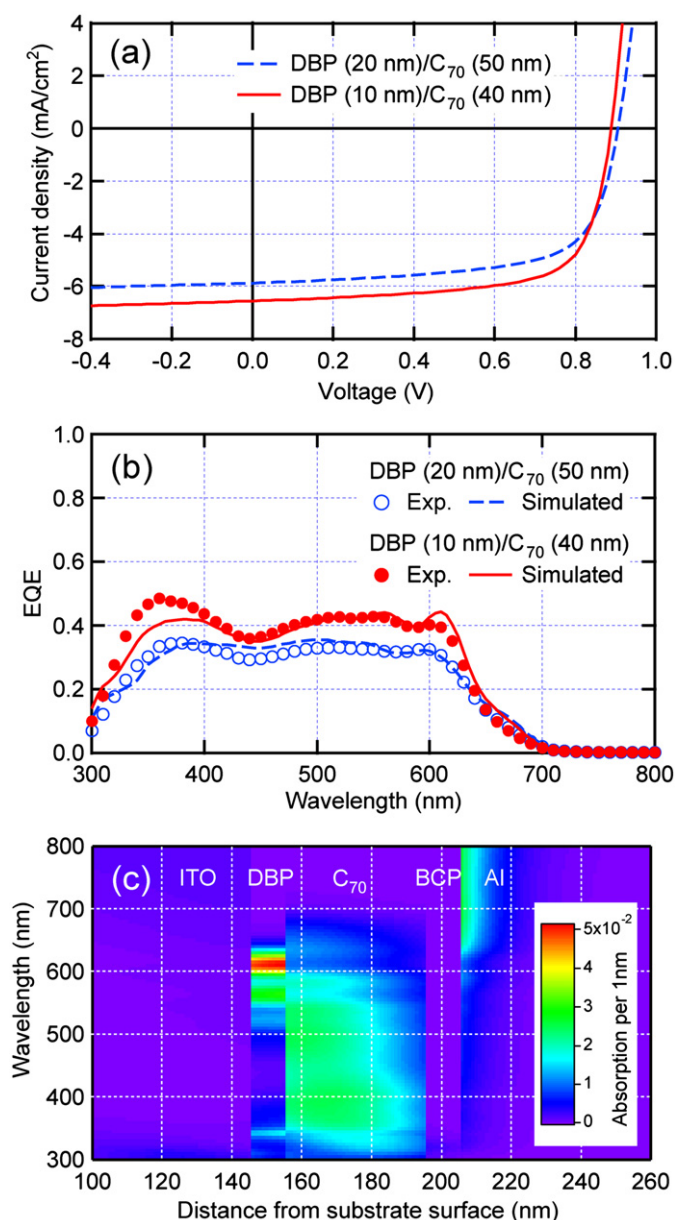 (a)
DBP (20 nm)/C70 (50 nm)
DBP (10 nm)/C70 (40 nm)
Current density (mA/cm2)
4
2
0
-2
-4
-6
-8
-0.4 -0.2 0.0 0.2 0.4 0.6 0.8 1.0
Voltage (V)
(b)
DBP (20 nm)/C70 (50 nm)
Exp. Simulated
DBP (10 nm)/C70 (40 nm)
Exp. Simulated
EQE
1.0
0.8
0.6
0.4
0.2
0.0
300 400 500 600 700 800
Wavelength (nm)
(c)
ITO DBP C70 BCP Al
Wavelength (nm)
800
700
600
500
400
300
5x10-2
4
3
2
1
0
Absorption per 1nm
100 120 140 160 180 200 220 240 260
Distance from substrate surface (nm)